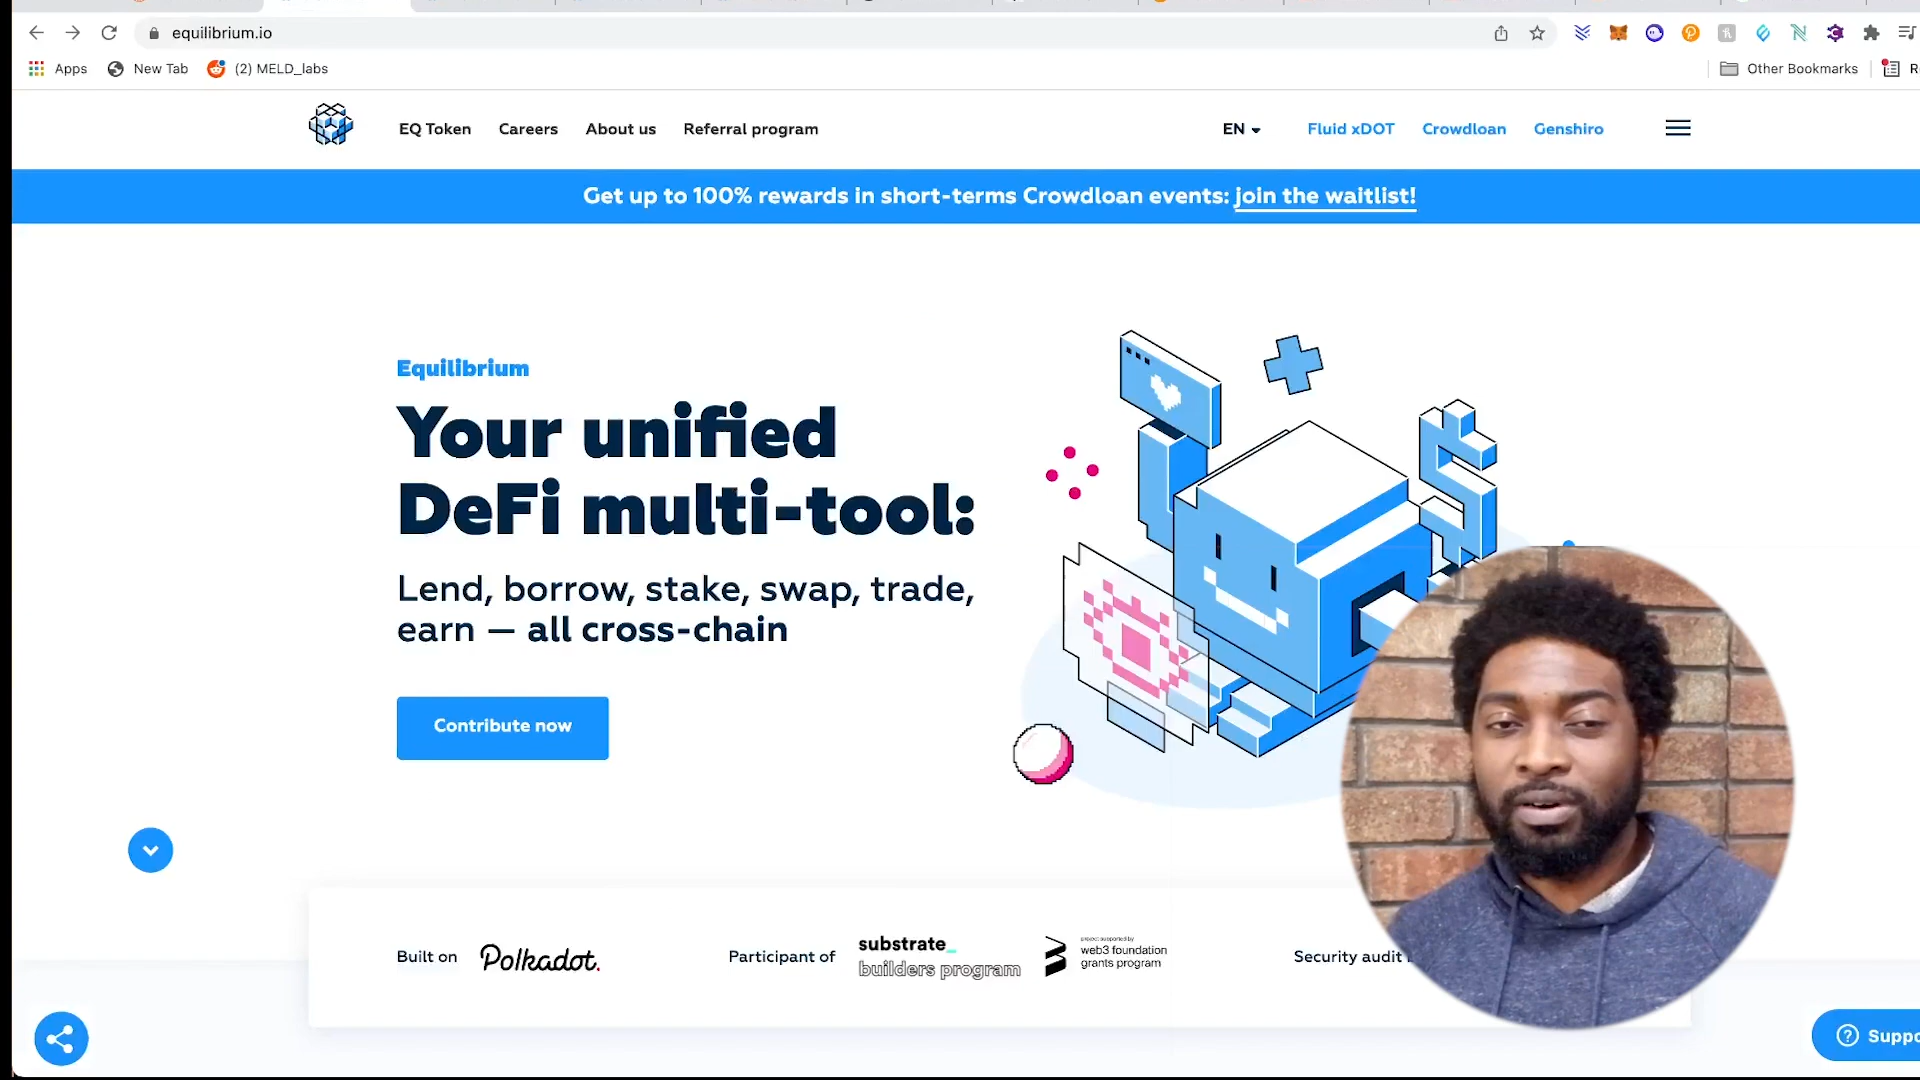 equilibrium.io
Apps
New Tab
(2) MELD_labs
Other Bookmarks
EQ Token
Careers
About us
Referral program
EN
Fluid xDOT
Crowdloan
Genshiro
Get up to 100% rewards in short-terms Crowdloan events: join the waitlist!
Equilibrium
Your unified
DeFi multi-tool:
Lend, borrow, stake, swap, trade,
earn — all cross-chain
Contribute now
Built on
Polkadot.
Participant of
substrate_
builders program
project supported by
web3 foundation
grants program
Security audit
Suppo